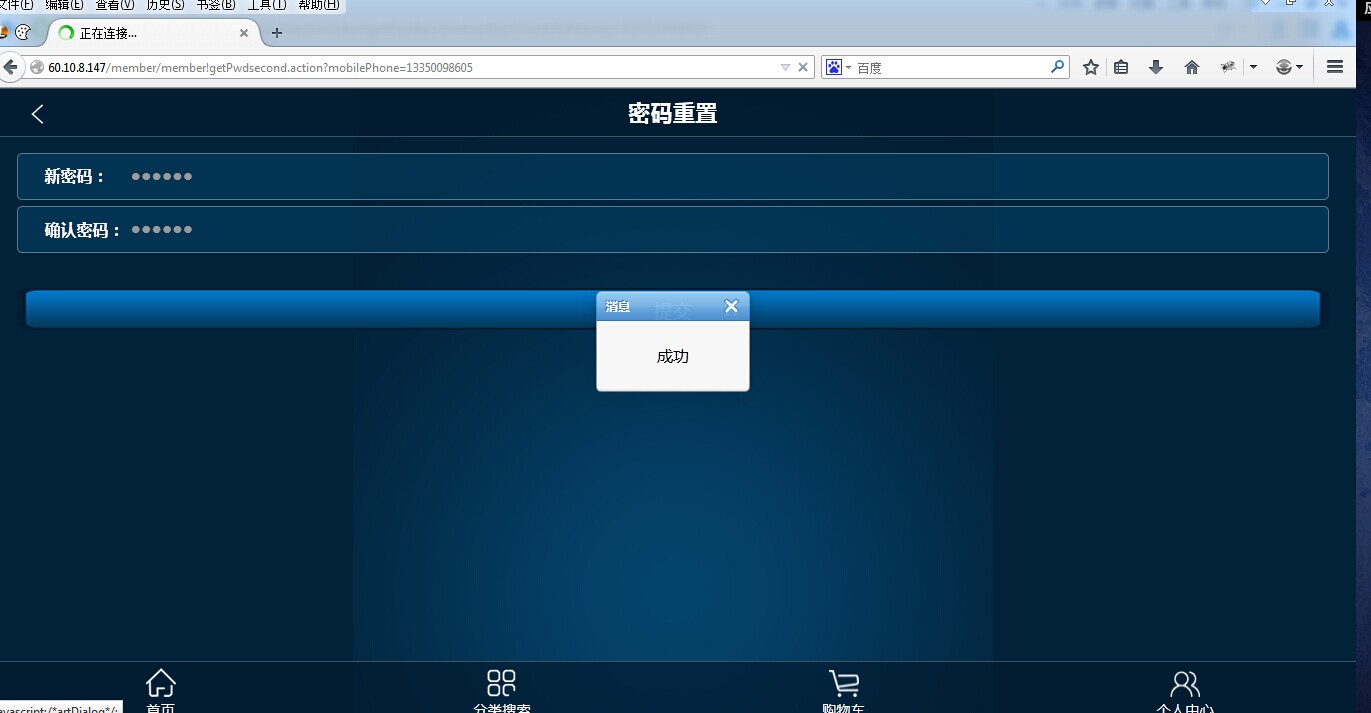 文件(F) 编辑(E) 查看(V) 历史(S) 书签(B) 工具(T) 帮助(H)
正在连接...
60.10.8.147/member/member!getPwdsecond.action?mobilePhone=13350098605
百度
密码重置
新密码： ●●●●●●
确认密码： ●●●●●●
消息
提交
成功
首页 分类搜索 购物车 个人中心
avascript:/*artDialog*/;